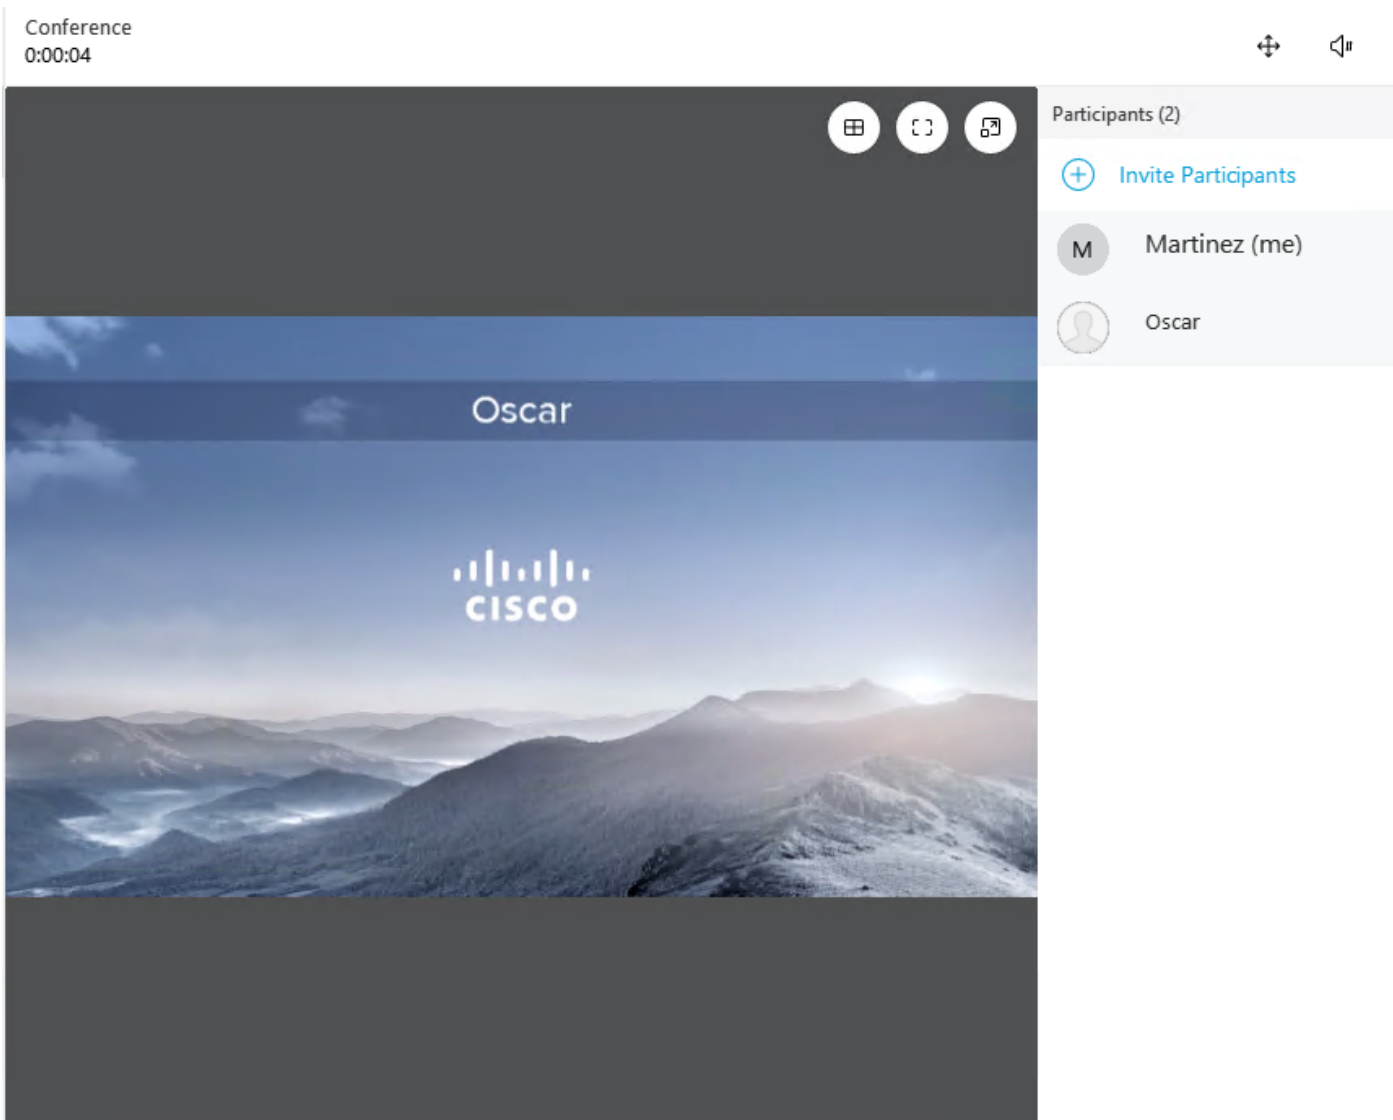 Conference
0:00:04
Participants (2)
Invite Participants
M
Martinez (me)
Oscar
Oscar
CISCO